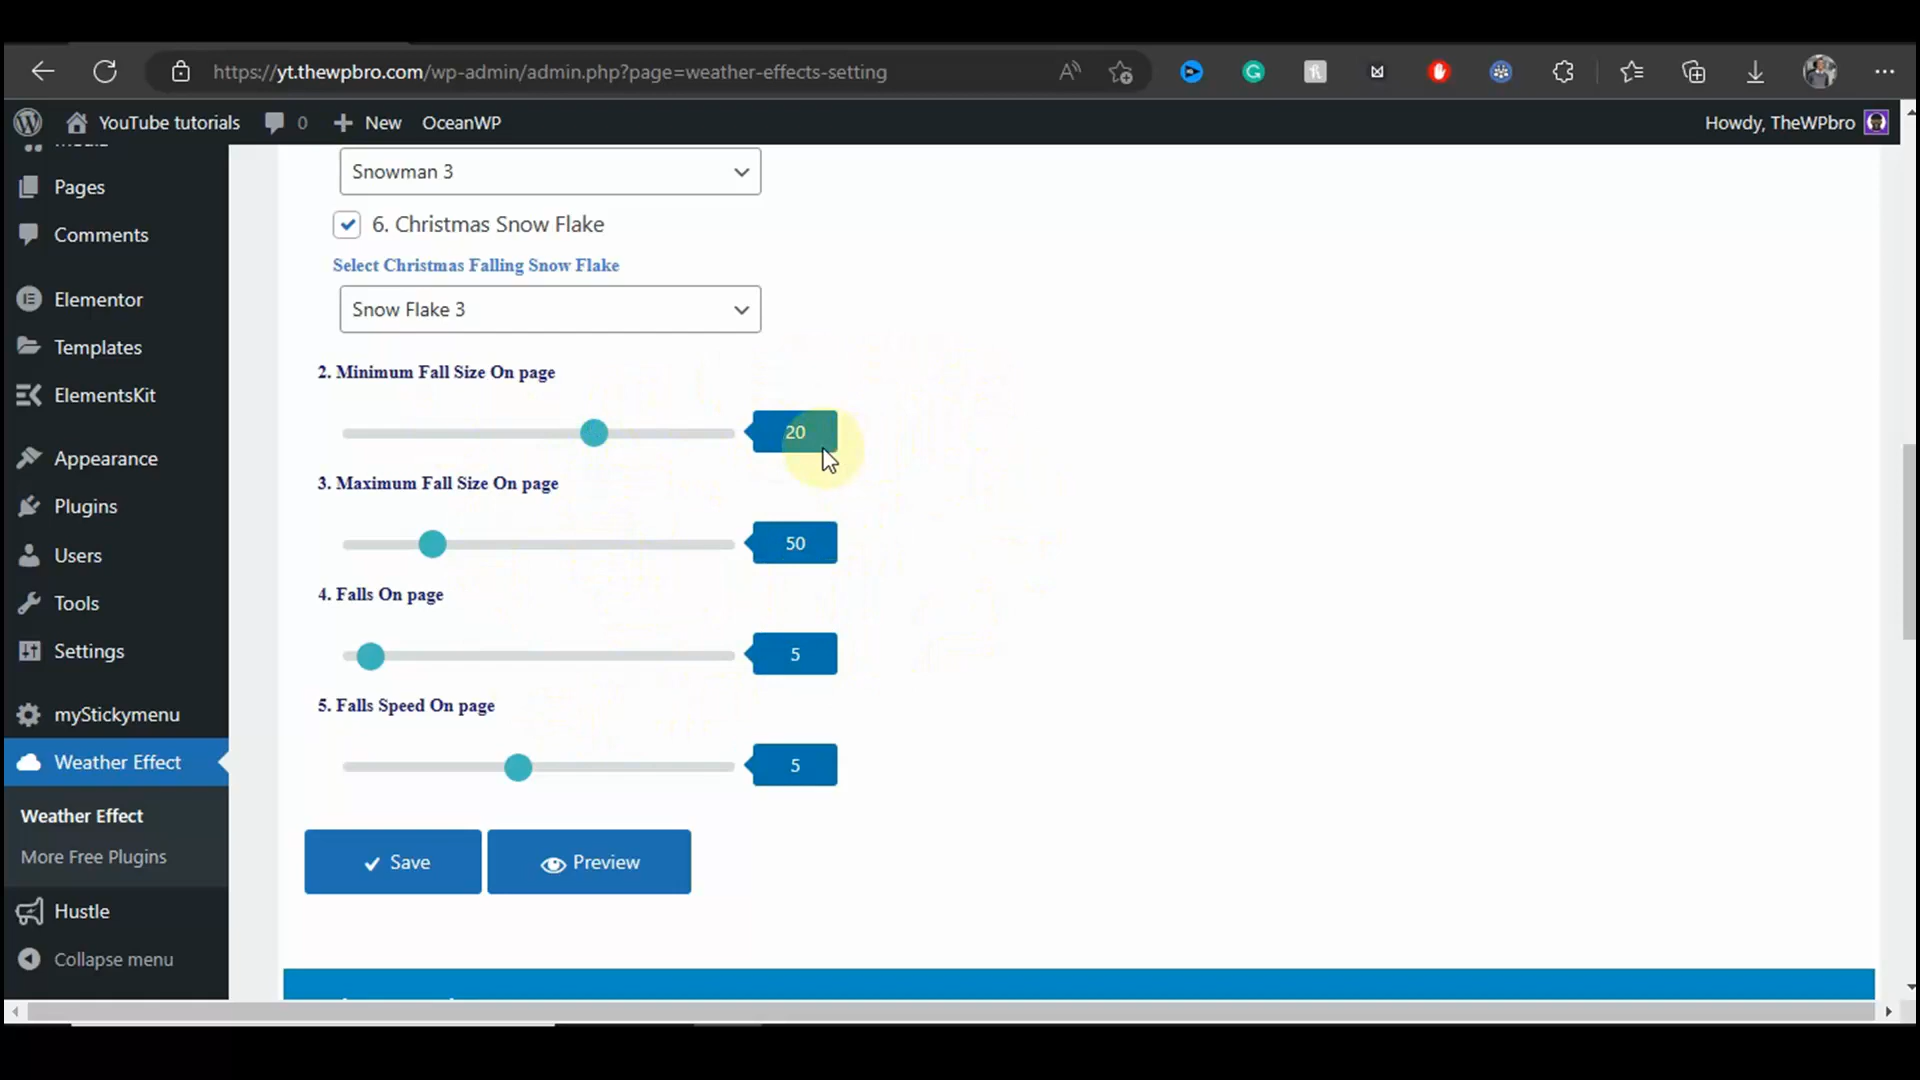 https://yt.thewpbro.com/wp-admin/admin.php?page=weather-effects-setting
YouTube tutorials
0
New
OceanWP
Howdy, TheWPbro
Pages
Comments
Elementor
Templates
ElementsKit
Appearance
Plugins
Users
Tools
Settings
myStickymenu
Weather Effect
Weather Effect
More Free Plugins
Hustle
Collapse menu
Snowman 3
6. Christmas Snow Flake
Select Christmas Falling Snow Flake
Snow Flake 3
2. Minimum Fall Size On page
20
3. Maximum Fall Size On page
50
4. Falls On page
5
5. Falls Speed On page
5
Save
Preview